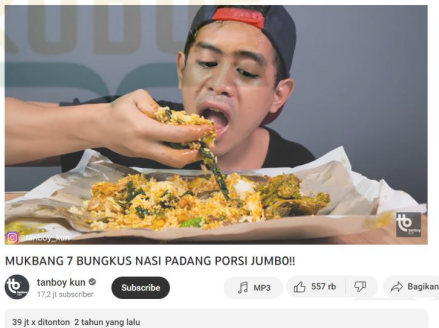 tb
tanboy_kun
MUKBANG 7 BUNGKUS NASI PADANG PORSI JUMBO!!
tb
tanboy kun
17,2 jt subscriber
Subscribe
MP3
557 rb
Bagikan
39 jt x ditonton 2 tahun yang lalu